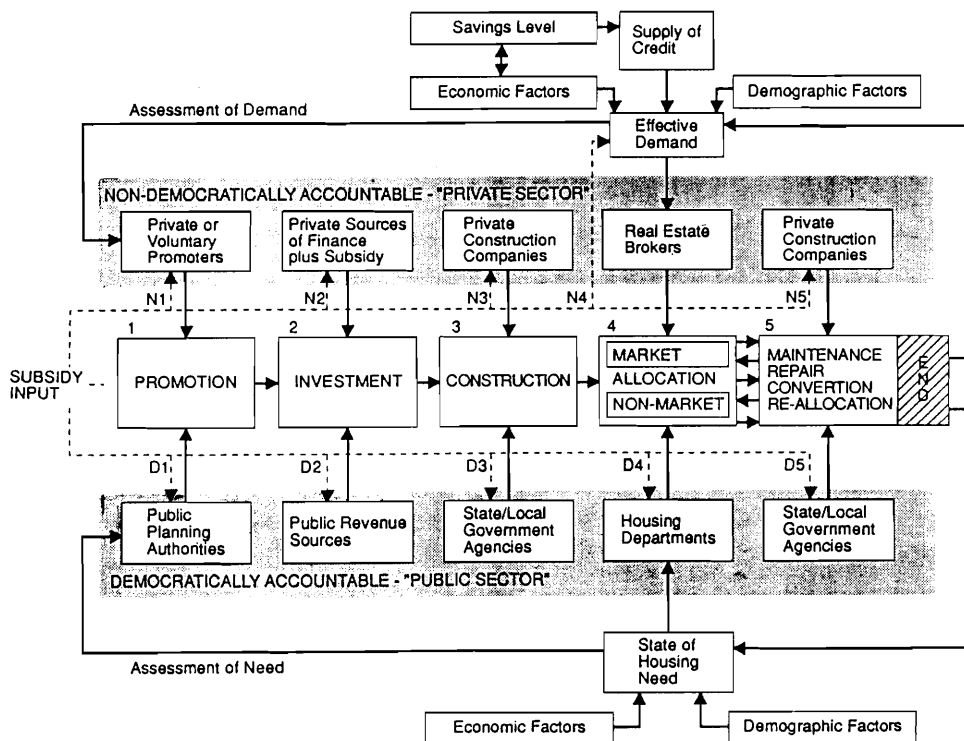 Savings Level
Supply of
Credit
Economic Factors
Demographic Factors
Assessment of Demand
Effective
Demand
NON-DEMOCRATICALLY ACCOUNTABLE - "PRIVATE SECTOR"
Private or
Voluntary
Promoters
Private Sources
of Finance
plus Subsidy
Private
Construction
Companies
Real Estate
Brokers
Private
Construction
Companies
N1
N2
N3
N4
N5
1
2
3
4
5
SUBSIDY
INPUT
PROMOTION
INVESTMENT
CONSTRUCTION
MARKET
ALLOCATION
NON-MARKET
MAINTENANCE
REPAIR
CONVERTION
RE-ALLOCATION
END
D1
D2
D3
D4
D5
Public
Planning
Authorities
Public Revenue
Sources
State/Local
Government
Agencies
Housing
Departments
State/Local
Government
Agencies
DEMOCRATICALLY ACCOUNTABLE - "PUBLIC SECTOR"
Assessment of Need
State of
Housing
Need
Economic Factors
Demographic Factors